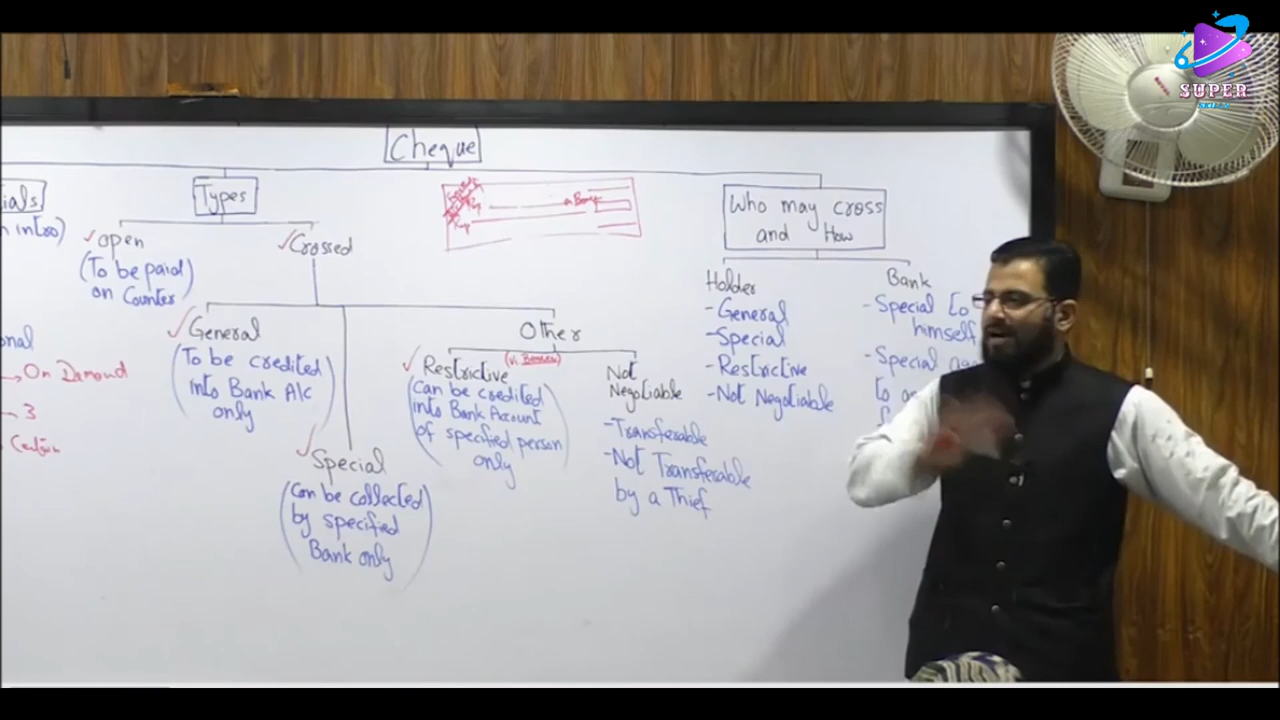 SUPER
SKILLS
Cheque
Types
open
(To be paid
on Counter)
Crossed
General
(To be credited
into Bank A/c
only)
Special
(Can be collected
by specified
Bank only)
Other
Restrictive
(Can be credited
into Bank Account
of specified person
only)
Not
Negotiable
-Transferable
-Not Transferable
by a Thief
Who may cross
and How
Holder
-General
-Special
-Restrictive
-Not Negotiable
Bank
-Special to
himself
-Special
to
On Demand
3
Certain